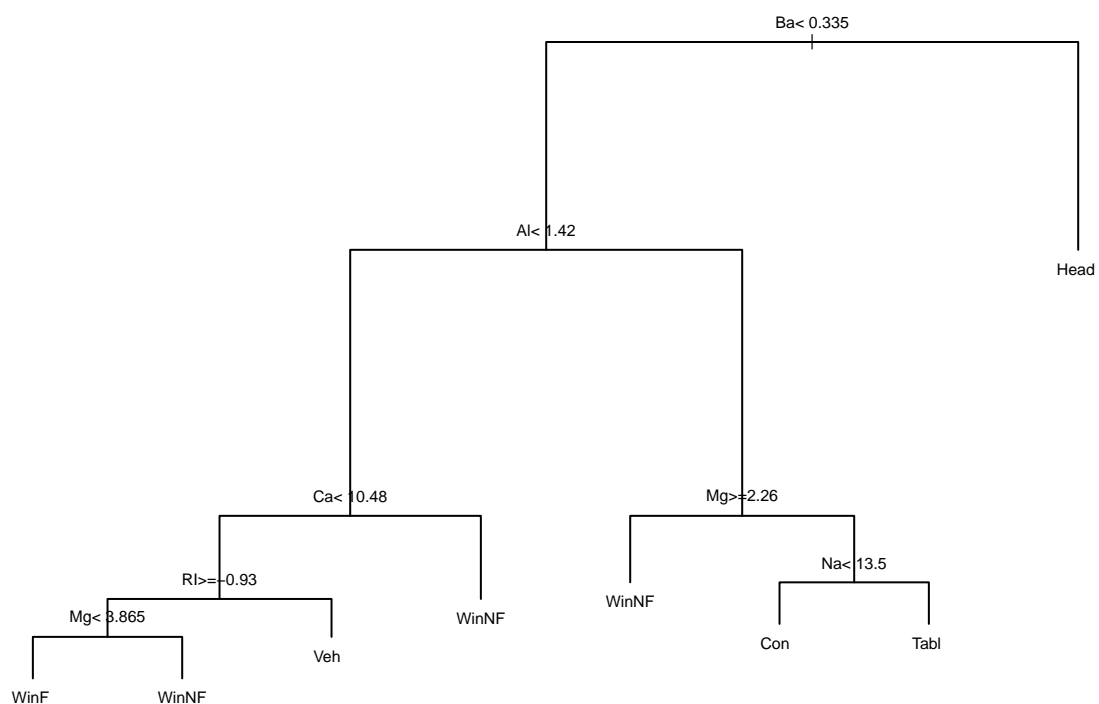 Ba< 0.335
Al< 1.42
Head
Ca< 10.48
Mg>=2.26
Na< 13.5
RI>=−0.93
WinNF
WinNF
Mg< 3.865
Con
Tabl
Veh
WinF
WinNF